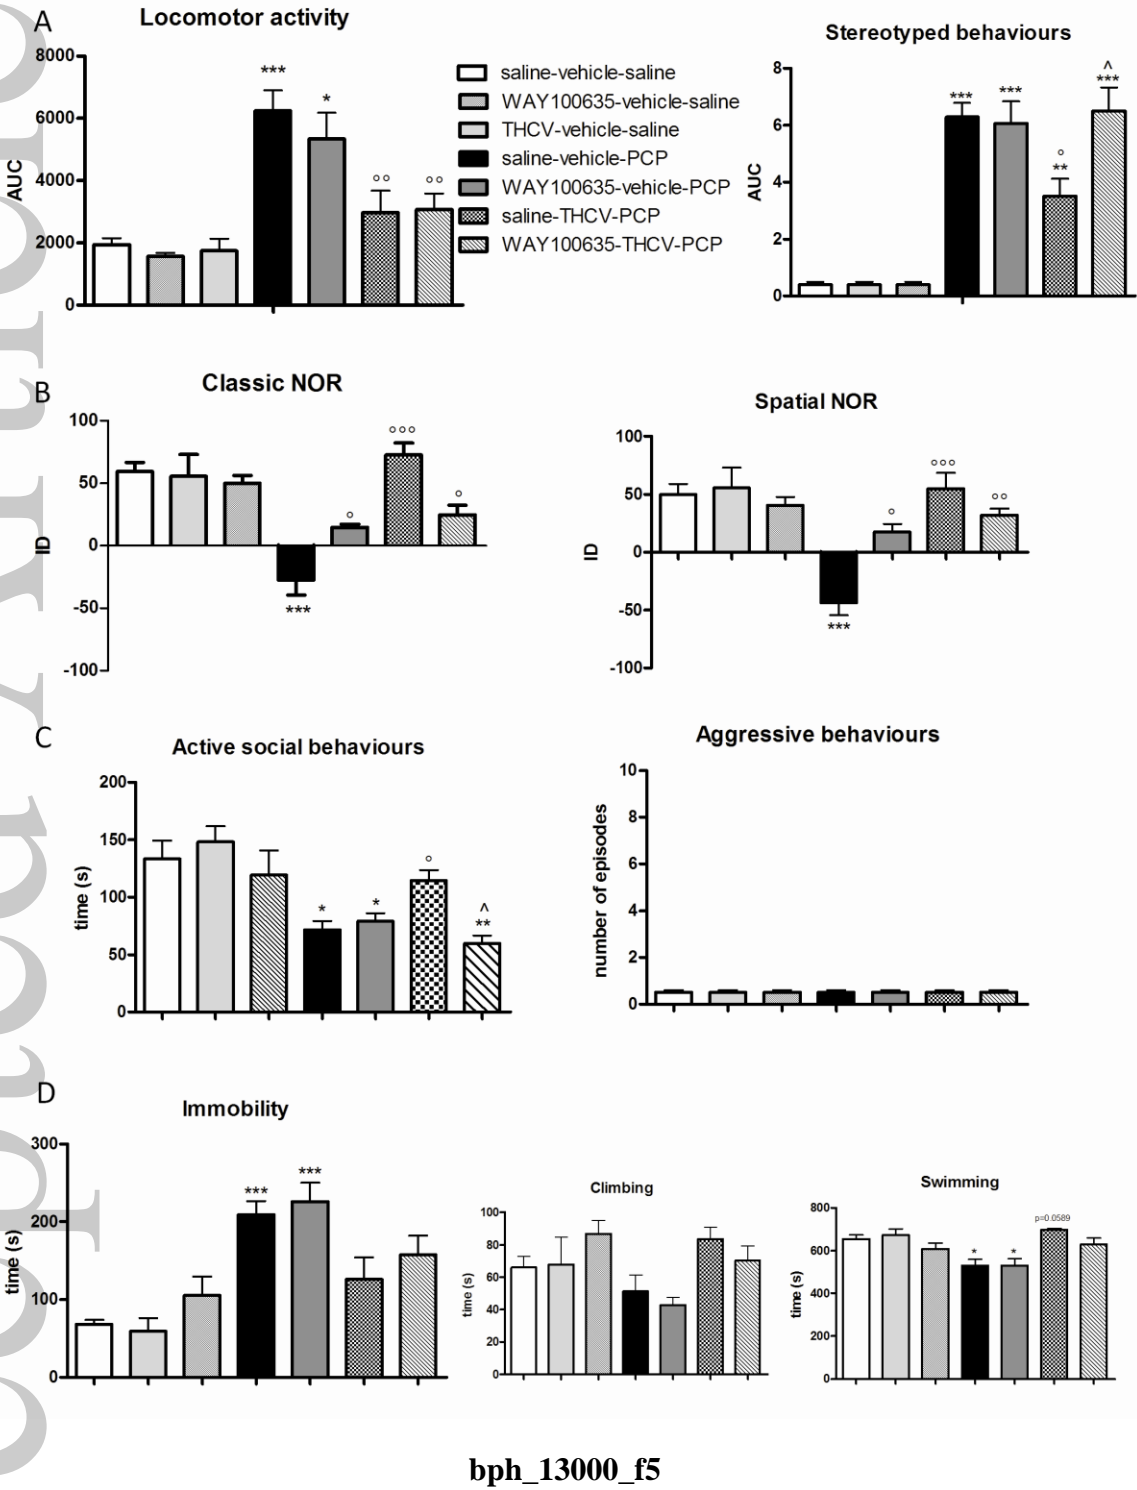 A
Locomotor activity
8000
6000
4000
2000
0
AUC
***
*
°°
°°
saline-vehicle-saline
WAY100635-vehicle-saline
THCV-vehicle-saline
saline-vehicle-PCP
WAY100635-vehicle-PCP
saline-THCV-PCP
WAY100635-THCV-PCP
Stereotyped behaviours
8
6
4
2
0
AUC
***
***
°
**
^
***
B
Classic NOR
100
50
0
-50
-100
ID
***
°
°°°
°
Spatial NOR
100
50
0
-50
-100
ID
***
°
°°°
°°
C
Active social behaviours
200
150
100
50
0
time (s)
*
*
°
^
**
Aggressive behaviours
10
8
6
4
2
0
number of episodes
D
Immobility
300
200
100
0
time (s)
***
***
Climbing
100
80
60
40
20
0
time (s)
Swimming
800
600
400
200
0
time (s)
*
*
p=0.0589
bph_13000_f5